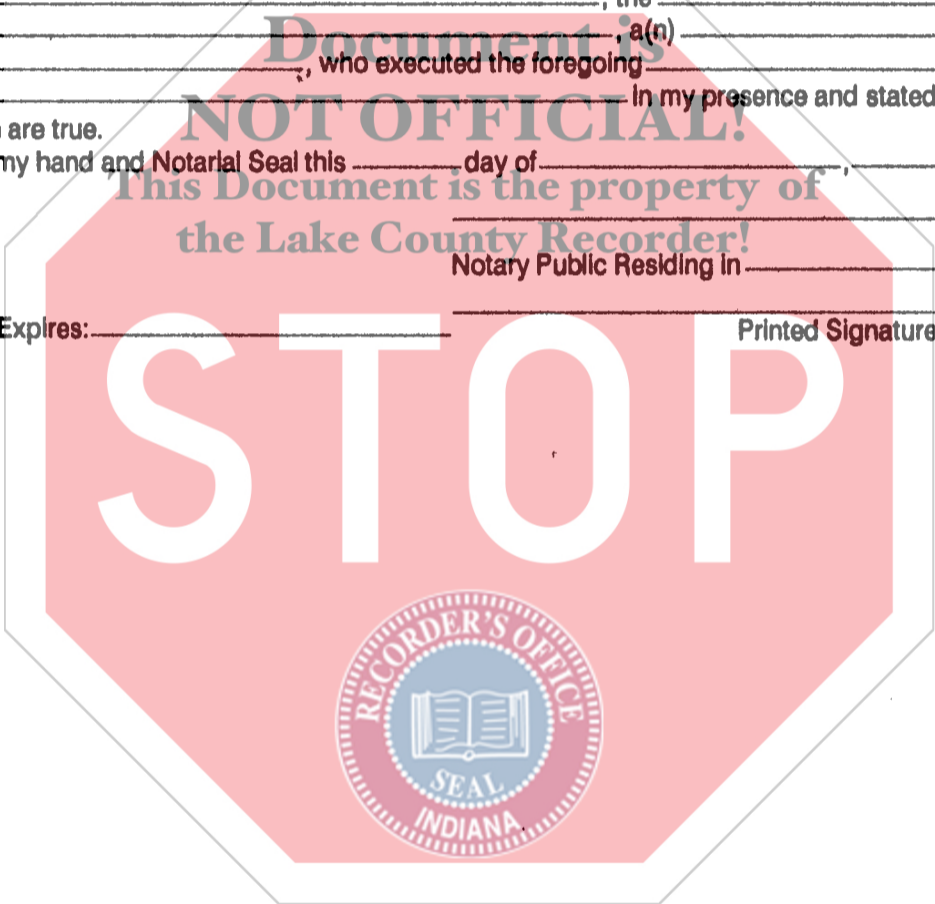 , the
, a(n)
Document is
, who executed the foregoing
NOT OFFICIAL!
in my presence and stated
are true.
my hand and Notarial Seal this day of ,
This Document is the property of
the Lake County Recorder!
Notary Public Residing in
Expires:
Printed Signature
STOP
RECORDER'S OFFICE
SEAL
INDIANA